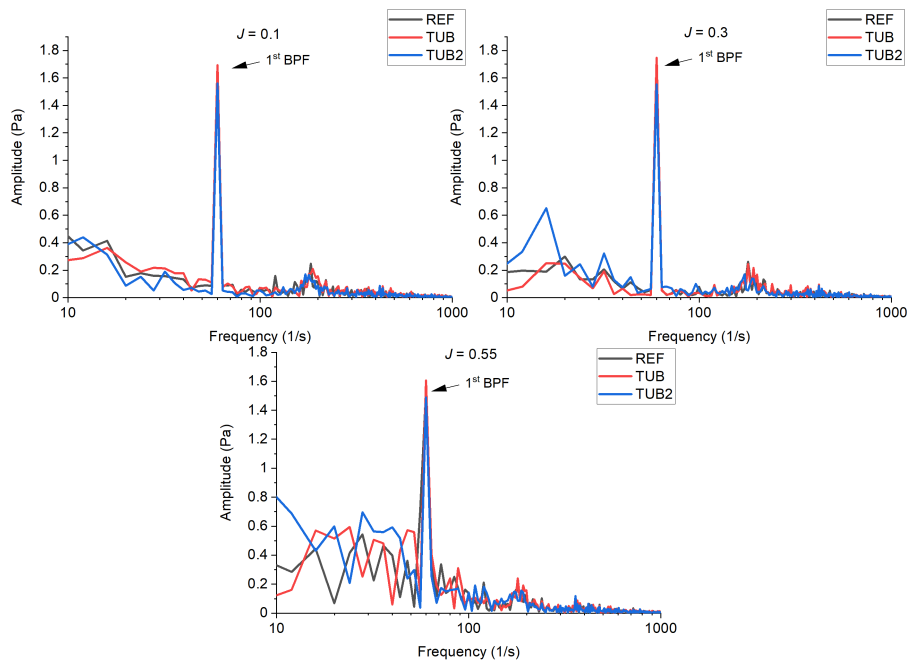 J = 0.1
REF
TUB
TUB2
1st BPF
Amplitude (Pa)
1.8
1.6
1.4
1.2
1
0.8
0.6
0.4
0.2
0
10
100
1000
Frequency (1/s)
J = 0.3
REF
TUB
TUB2
1st BPF
Amplitude (Pa)
1.8
1.6
1.4
1.2
1
0.8
0.6
0.4
0.2
0
10
100
1000
Frequency (1/s)
J = 0.55
REF
TUB
TUB2
1st BPF
Amplitude (Pa)
1.8
1.6
1.4
1.2
1
0.8
0.6
0.4
0.2
0
10
100
1000
Frequency (1/s)